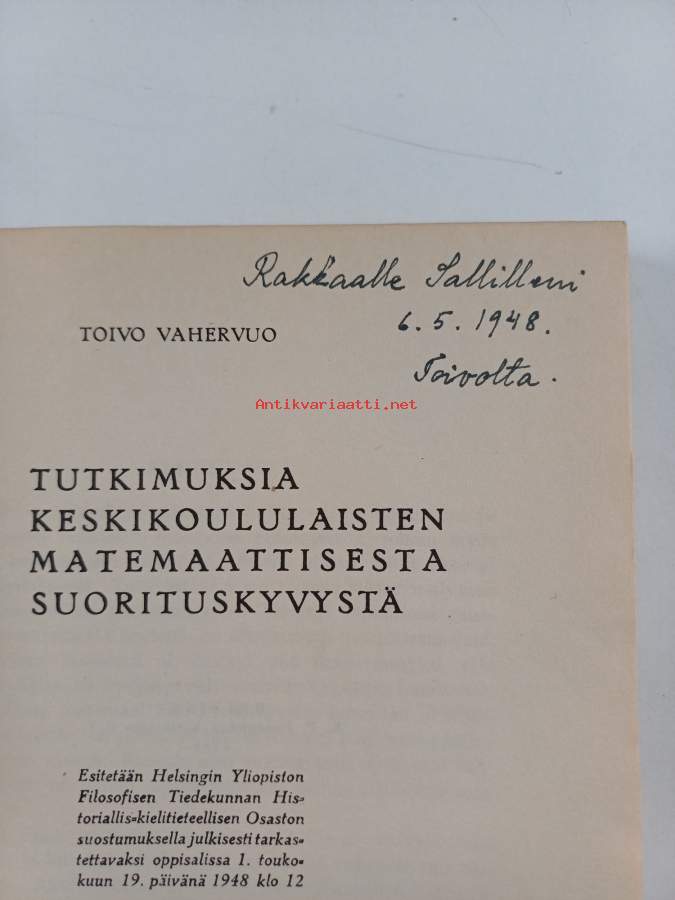 Rakkaalle Sallilleni
6.5.1948.
TOIVO VAHERVUO
Toivolta.
Antikvariaatti.net
TUTKIMUKSIA
KESKIKOULULAISTEN
MATEMAATTISESTA
SUORITUSKYVYSTÄ
Esitetään Helsingin Yliopiston
Filosofisen Tiedekunnan His-
toriallis-kielitieteellisen Osaston
suostumuksella julkisesti tarkas-
tettavaksi oppisalissa 1. touko-
kuun 19. päivänä 1948 klo 12